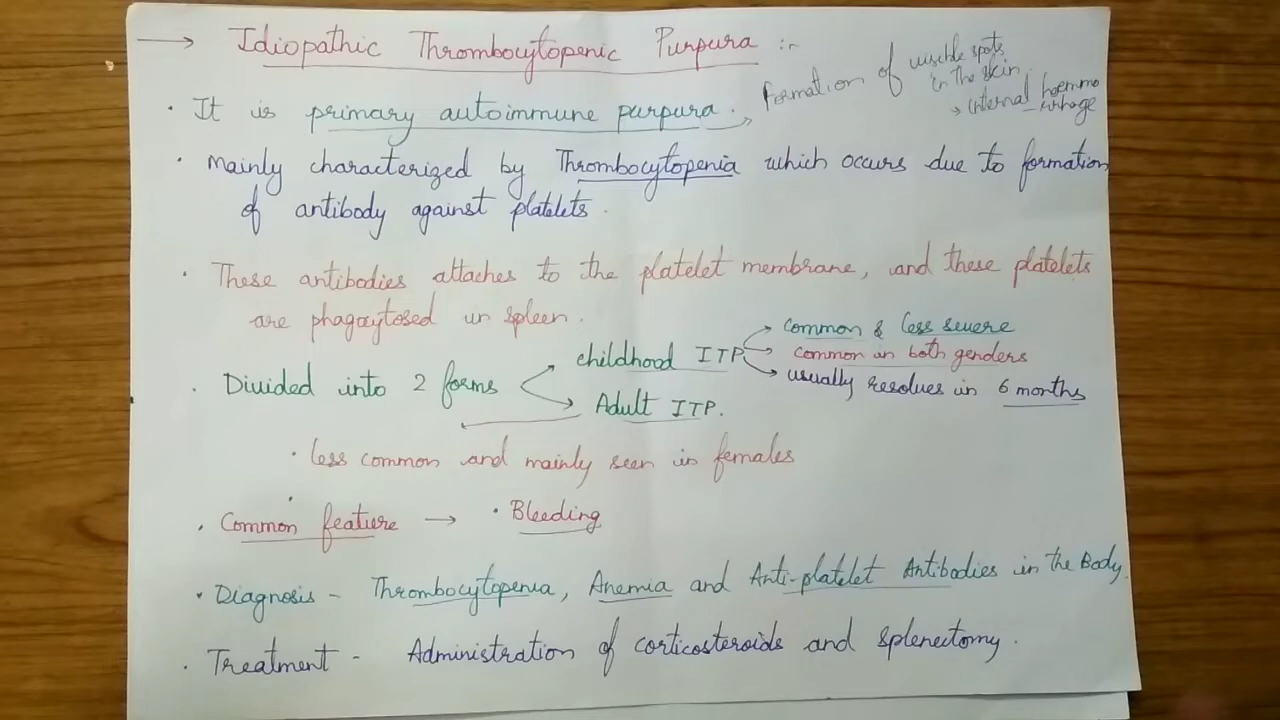 → Idiopathic Thrombocytopenic Purpura :-
Formation of visible spots
in the skin.
→ internal haemmo
rrhage
· It is primary autoimmune purpura. →
· Mainly characterized by Thrombocytopenia which occurs due to formation
of antibody against platelets.
· These antibodies attaches to the platelet membrane, and these platelets
are phagocytosed in spleen.
· Divided into 2 forms
childhood ITP
→ common & less severe
→ common in both genders
→ usually resolves in 6 months
Adult ITP.
· less common and mainly seen in females
· Common feature → · Bleeding
· Diagnosis - Thrombocytopenia, Anemia and Anti-platelet Antibodies in the Body.
· Treatment - Administration of corticosteroids and splenectomy.